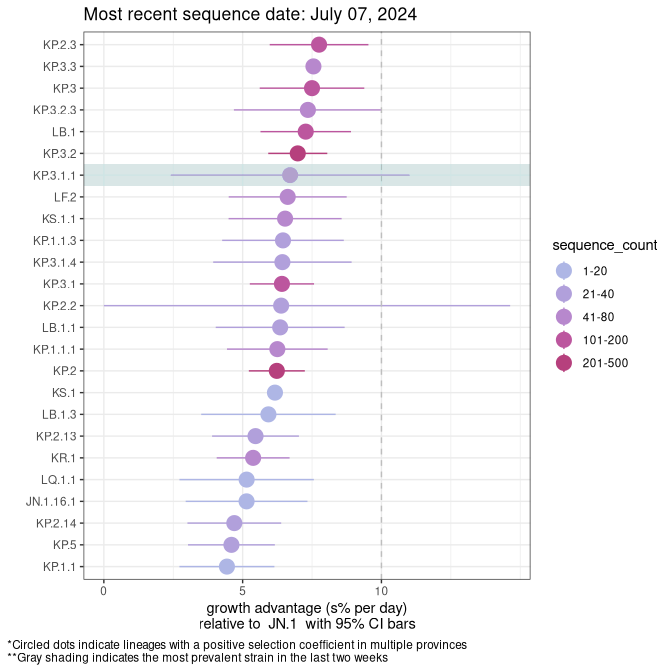 Most recent sequence date: July 07, 2024
KP.2.3
KP.3.3
KP.3
KP.3.2.3
LB.1
KP.3.2
KP.3.1.1
LF.2
KS.1.1
KP.1.1.3
KP.3.1.4
KP.3.1
KP.2.2
LB.1.1
KP.1.1.1
KP.2
KS.1
LB.1.3
KP.2.13
KR.1
LQ.1.1
JN.1.16.1
KP.2.14
KP.5
KP.1.1
0 5 10
growth advantage (s% per day)
relative to JN.1 with 95% CI bars
sequence_count
1-20
21-40
41-80
101-200
201-500
*Circled dots indicate lineages with a positive selection coefficient in multiple provinces
**Gray shading indicates the most prevalent strain in the last two weeks